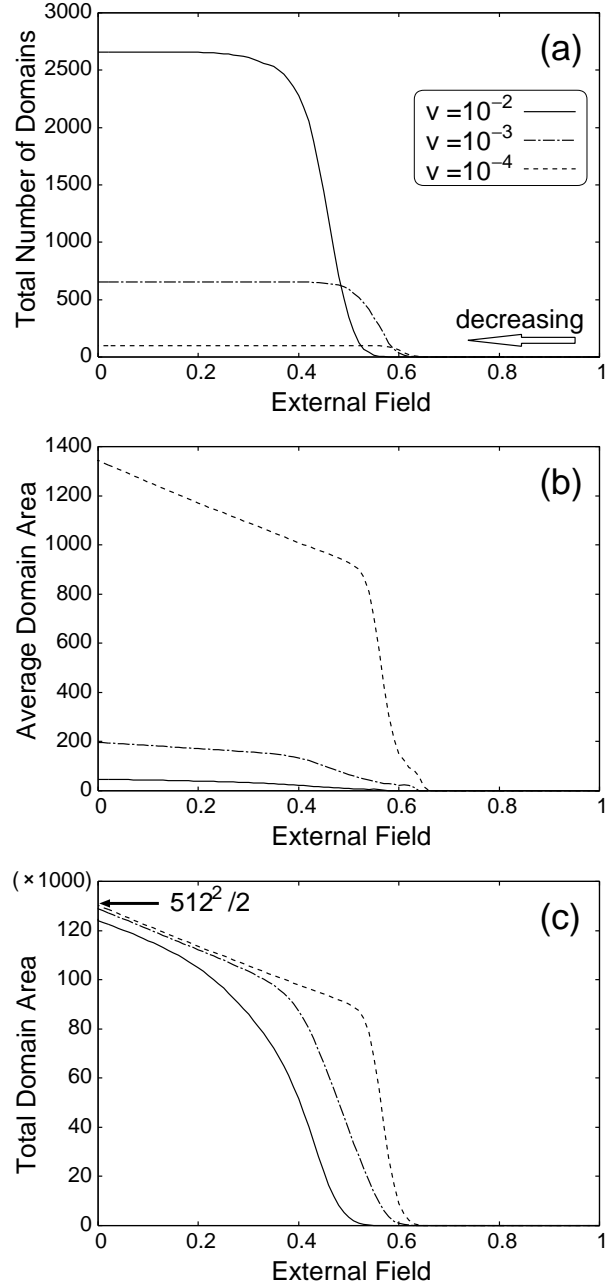 (a)
3000
2500
2000
1500
1000
500
0
Total Number of Domains
v =10⁻²
v =10⁻³
v =10⁻⁴
decreasing
0 0.2 0.4 0.6 0.8 1
External Field
(b)
1400
1200
1000
800
600
400
200
0
Average Domain Area
0 0.2 0.4 0.6 0.8 1
External Field
(×1000)
512² /2
(c)
120
100
80
60
40
20
0
Total Domain Area
0 0.2 0.4 0.6 0.8 1
External Field